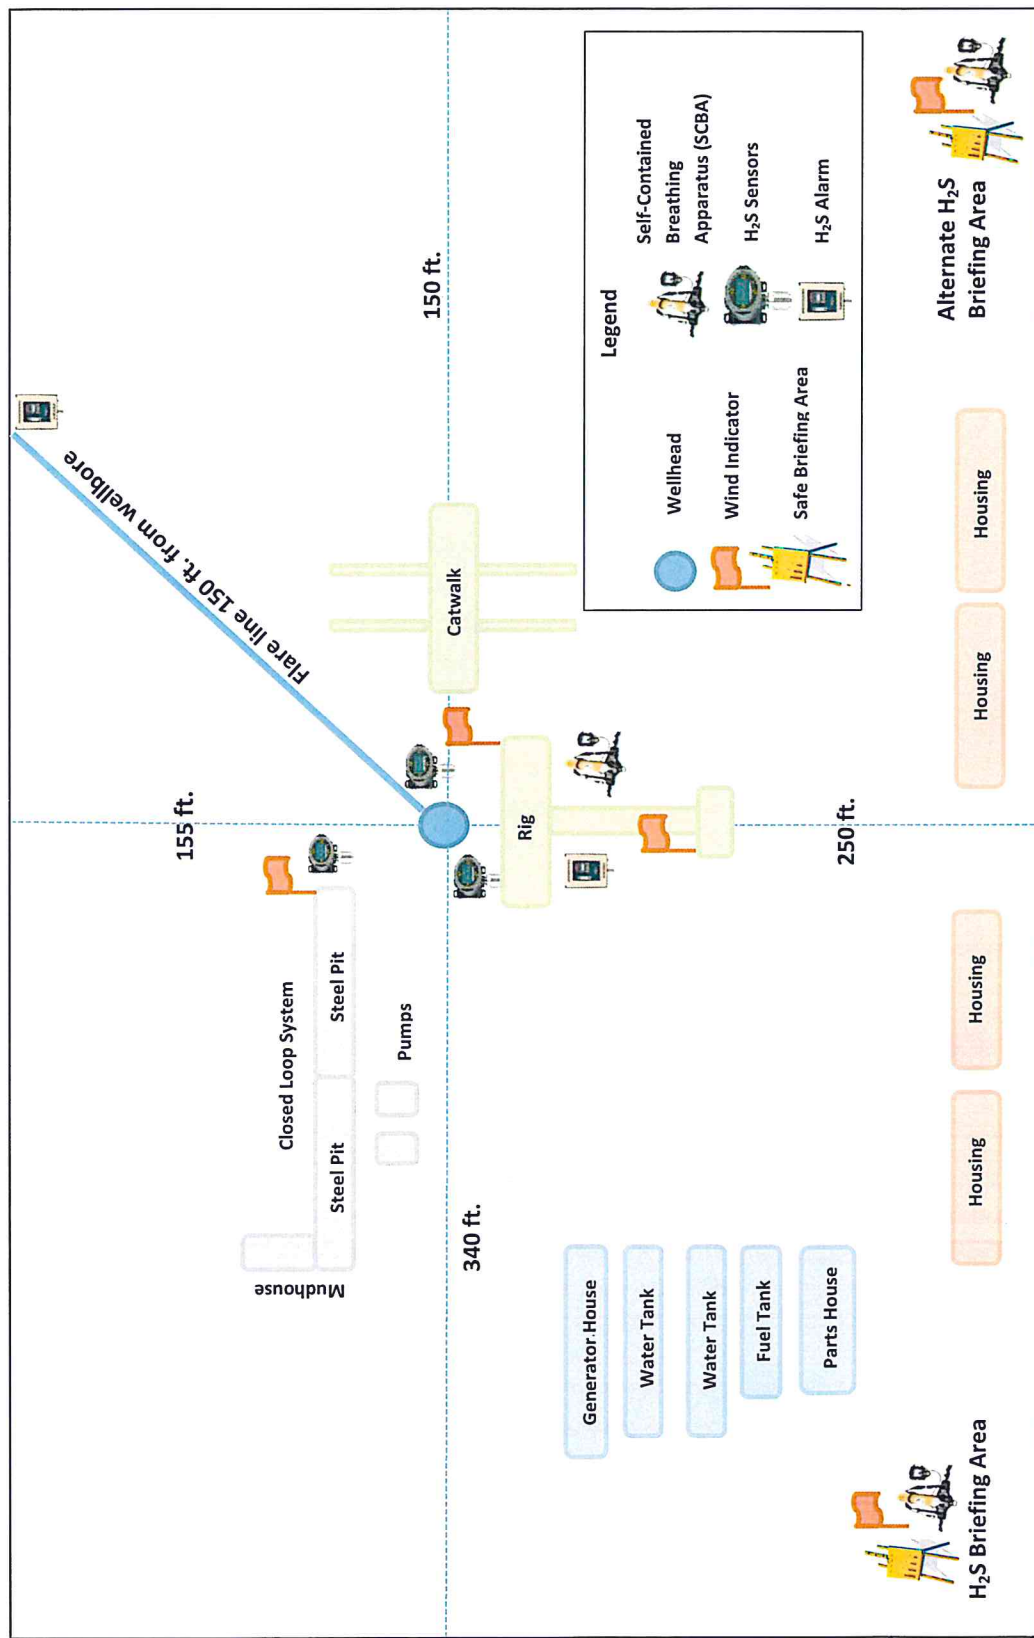 155 ft.
Flare line 150 ft. from wellbore
150 ft.
Closed Loop System
Mudhouse
Steel Pit
Steel Pit
Pumps
340 ft.
Catwalk
Rig
Generator House
Water Tank
Water Tank
Fuel Tank
Parts House
250 ft.
Legend
Wellhead
Wind Indicator
Safe Briefing Area
Self-Contained
Breathing
Apparatus (SCBA)
H₂S Sensors
H₂S Alarm
H₂S Briefing Area
Housing
Housing
Housing
Housing
Alternate H₂S
Briefing Area